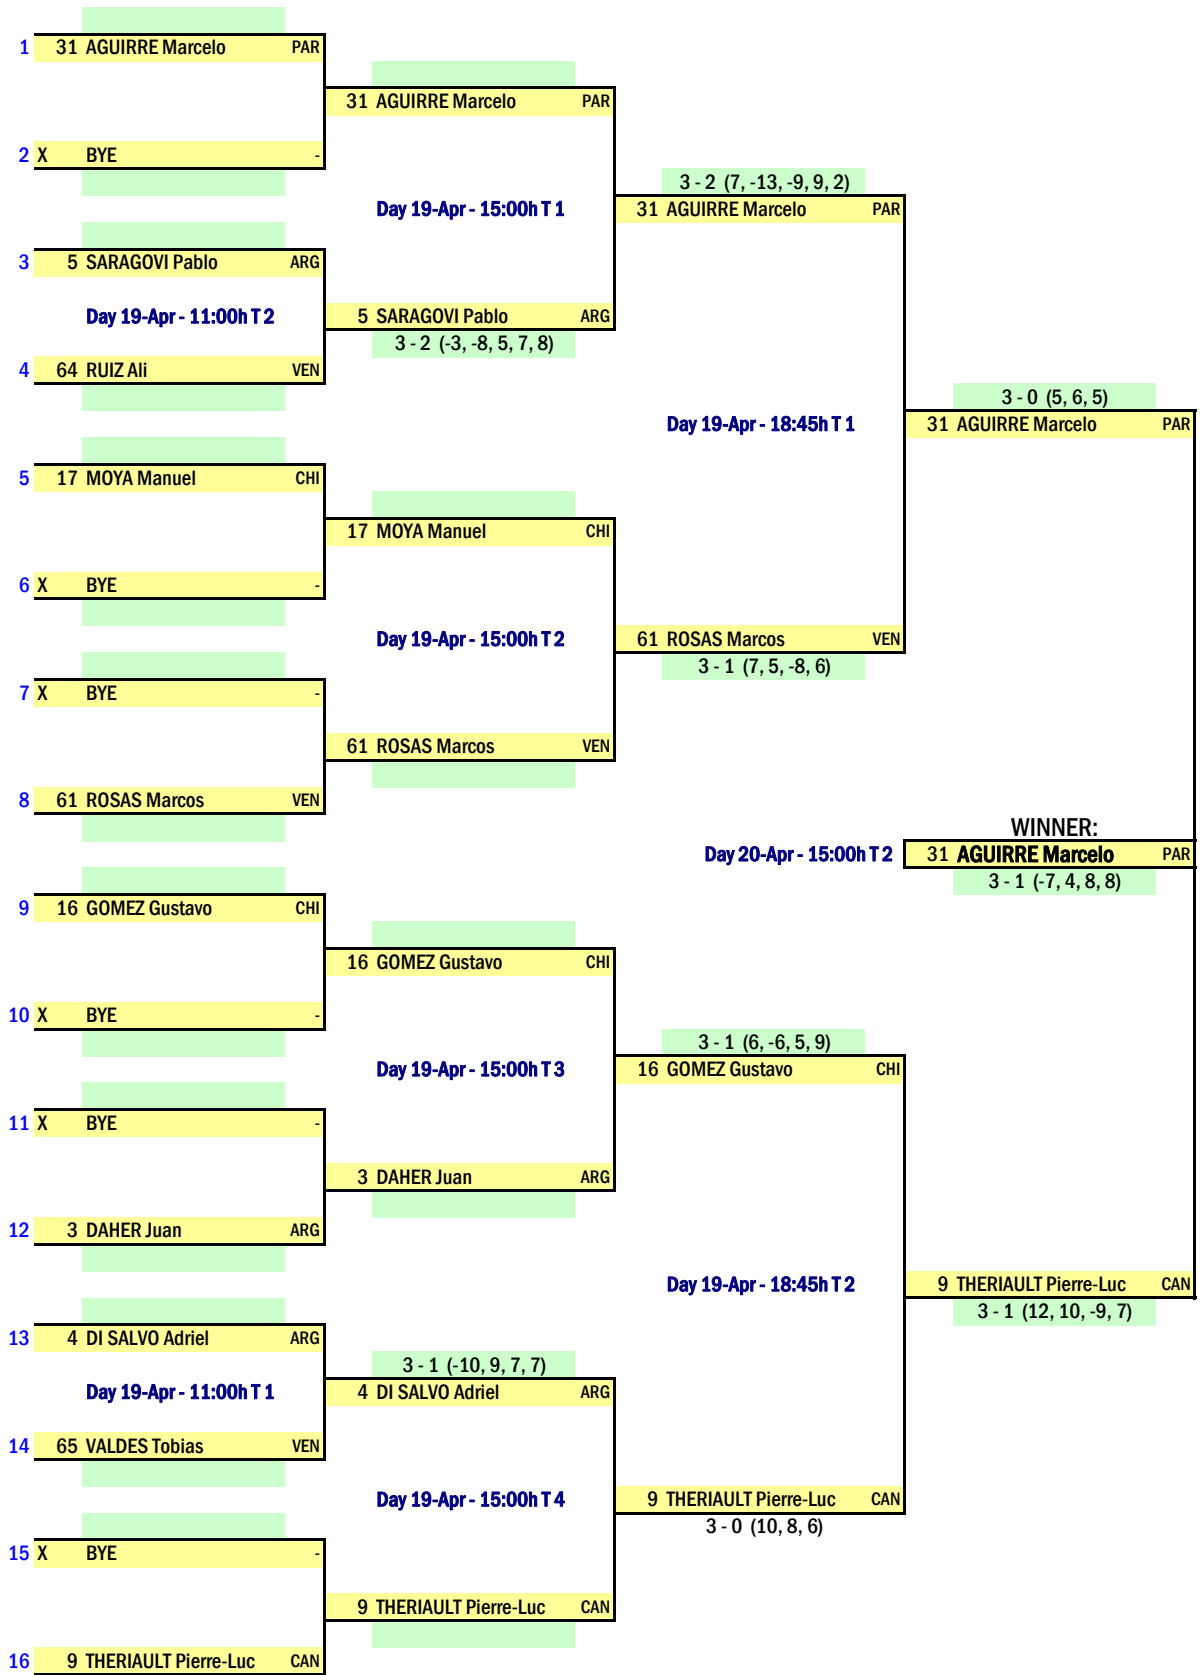 1 31 AGUIRRE Marcelo PAR
31 AGUIRRE Marcelo PAR
2 X BYE -
3 - 2 (7, -13, -9, 9, 2)
Day 19-Apr - 15:00h T 1
31 AGUIRRE Marcelo PAR
3 5 SARAGOVI Pablo ARG
Day 19-Apr - 11:00h T 2
5 SARAGOVI Pablo ARG
3 - 2 (-3, -8, 5, 7, 8)
4 64 RUIZ Ali VEN
3 - 0 (5, 6, 5)
Day 19-Apr - 18:45h T 1
31 AGUIRRE Marcelo PAR
5 17 MOYA Manuel CHI
17 MOYA Manuel CHI
6 X BYE -
Day 19-Apr - 15:00h T 2
61 ROSAS Marcos VEN
3 - 1 (7, 5, -8, 6)
7 X BYE -
61 ROSAS Marcos VEN
8 61 ROSAS Marcos VEN
WINNER:
Day 20-Apr - 15:00h T 2
31 AGUIRRE Marcelo PAR
3 - 1 (-7, 4, 8, 8)
9 16 GOMEZ Gustavo CHI
16 GOMEZ Gustavo CHI
10 X BYE -
3 - 1 (6, -6, 5, 9)
Day 19-Apr - 15:00h T 3
16 GOMEZ Gustavo CHI
11 X BYE -
3 DAHER Juan ARG
12 3 DAHER Juan ARG
Day 19-Apr - 18:45h T 2
9 THERIAULT Pierre-Luc CAN
3 - 1 (12, 10, -9, 7)
13 4 DI SALVO Adriel ARG
3 - 1 (-10, 9, 7, 7)
Day 19-Apr - 11:00h T 1
4 DI SALVO Adriel ARG
14 65 VALDES Tobias VEN
Day 19-Apr - 15:00h T 4
9 THERIAULT Pierre-Luc CAN
3 - 0 (10, 8, 6)
15 X BYE -
9 THERIAULT Pierre-Luc CAN
16 9 THERIAULT Pierre-Luc CAN